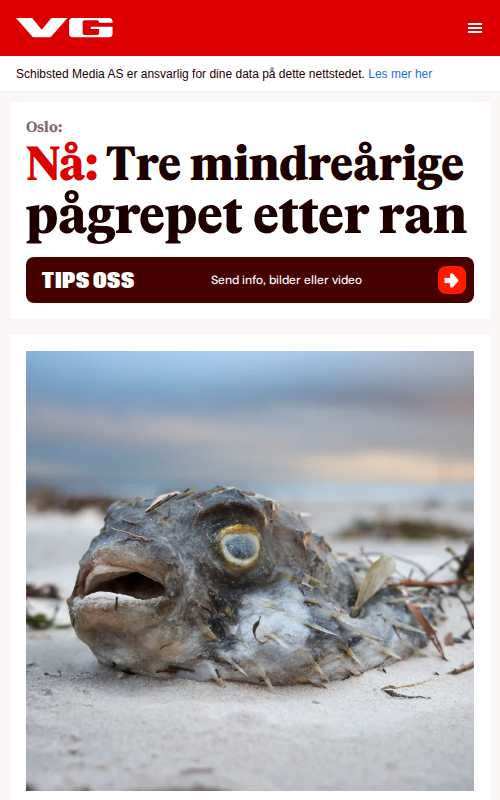 VG
Schibsted Media AS er ansvarlig for dine data på dette nettstedet. Les mer her
Oslo:
Nå: Tre mindreårige
pågrepet etter ran
TIPS OSS Send info, bilder eller video